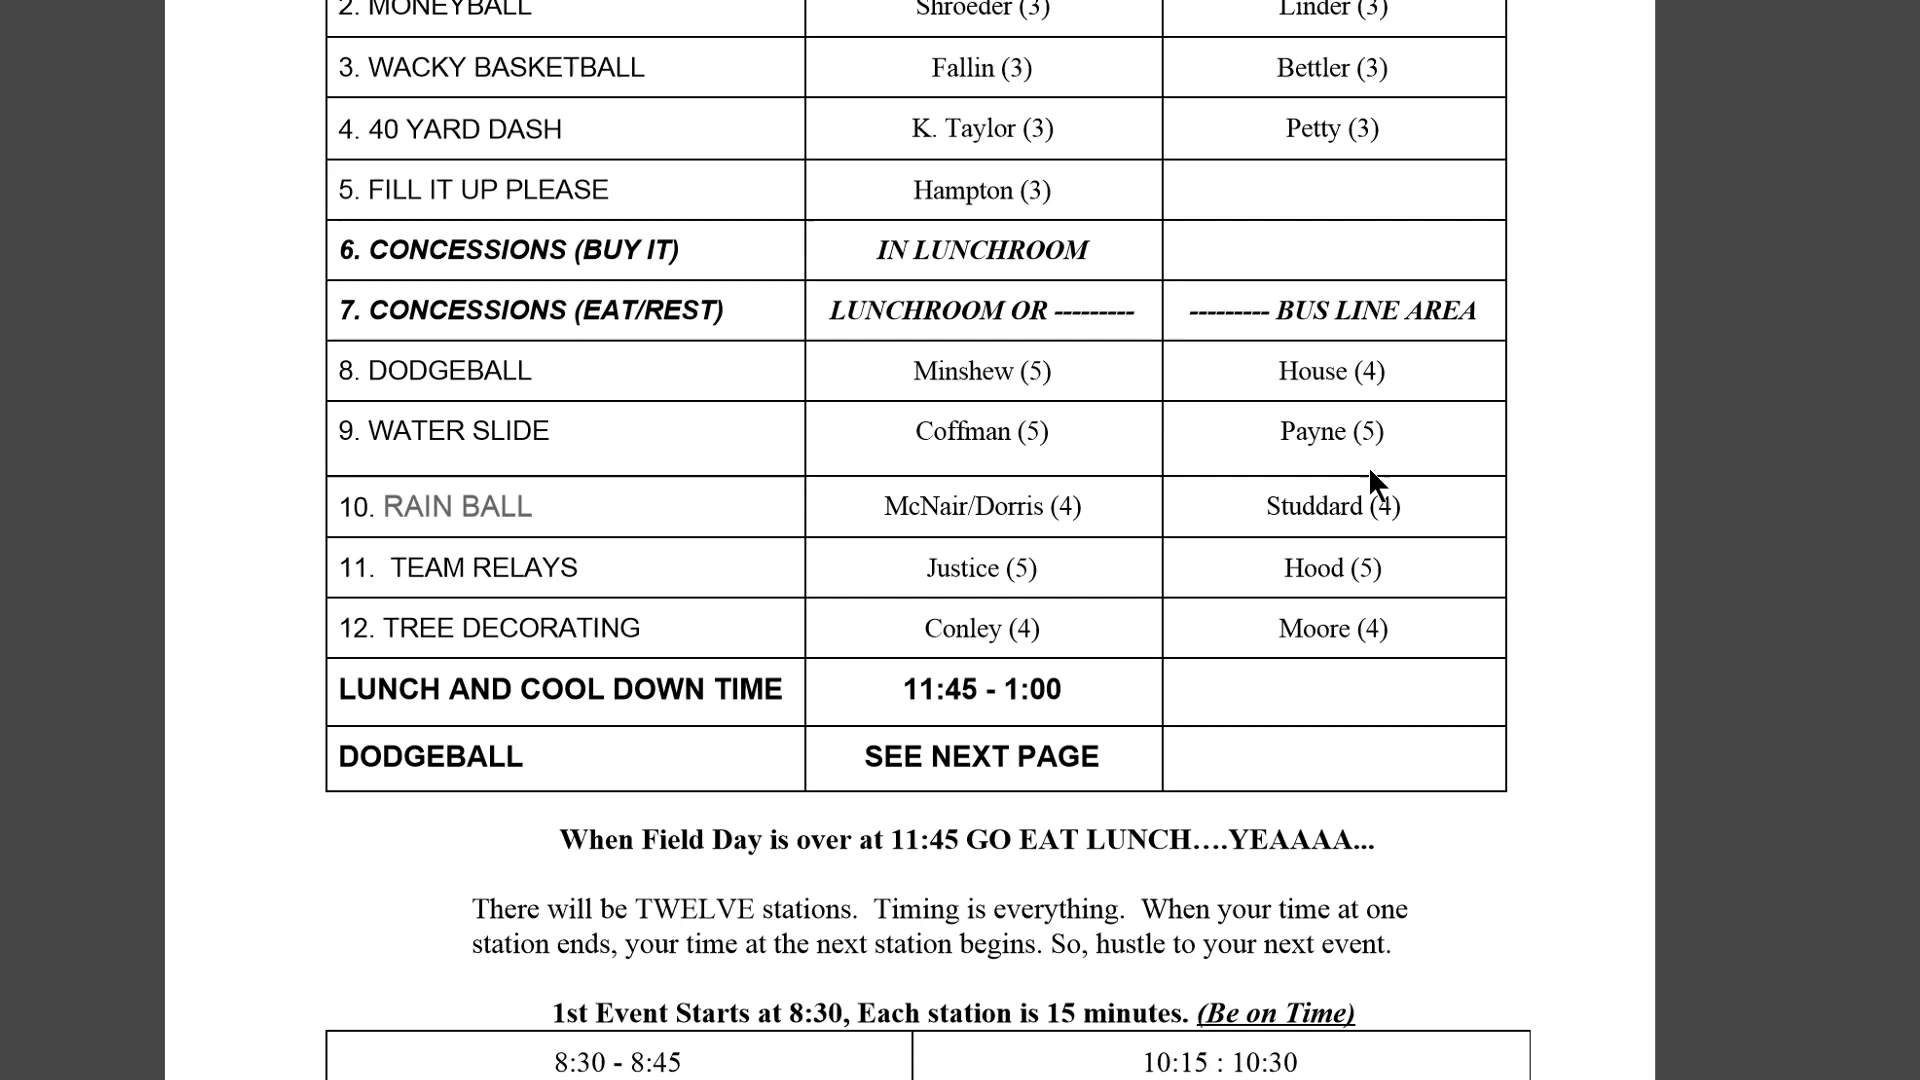 2. MONEYBALL Shroeder (3) Linder (3)
3. WACKY BASKETBALL Fallin (3) Bettler (3)
4. 40 YARD DASH K. Taylor (3) Petty (3)
5. FILL IT UP PLEASE Hampton (3)
6. CONCESSIONS (BUY IT) IN LUNCHROOM
7. CONCESSIONS (EAT/REST) LUNCHROOM OR --------- --------- BUS LINE AREA
8. DODGEBALL Minshew (5) House (4)
9. WATER SLIDE Coffman (5) Payne (5)
10. RAIN BALL McNair/Dorris (4) Studdard (4)
11. TEAM RELAYS Justice (5) Hood (5)
12. TREE DECORATING Conley (4) Moore (4)
LUNCH AND COOL DOWN TIME 11:45 - 1:00
DODGEBALL SEE NEXT PAGE
When Field Day is over at 11:45 GO EAT LUNCH….YEAAAA...
There will be TWELVE stations. Timing is everything. When your time at one
station ends, your time at the next station begins. So, hustle to your next event.
1st Event Starts at 8:30, Each station is 15 minutes. (Be on Time)
8:30 - 8:45 10:15 : 10:30